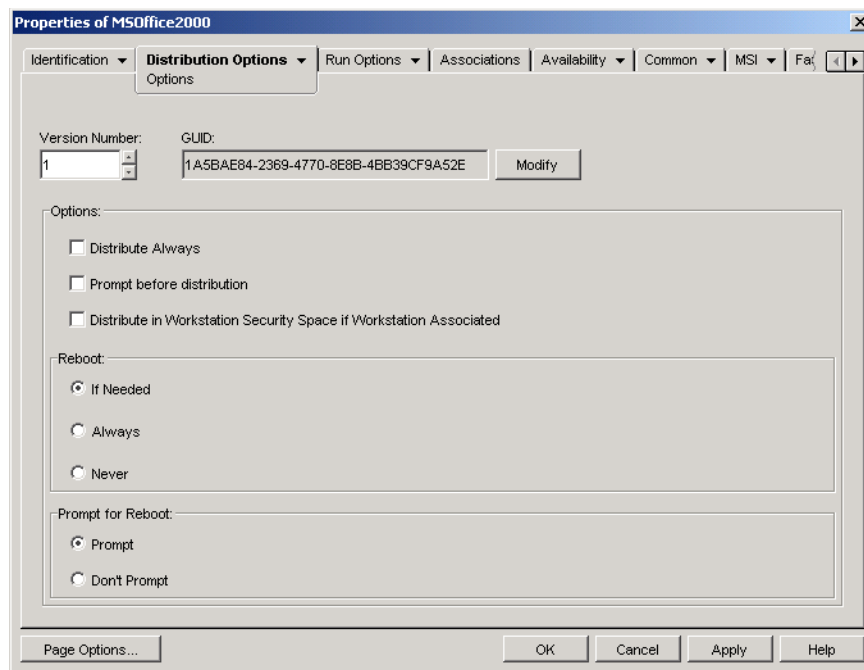 Properties of MSOffice2000
Identification Distribution Options Run Options Associations Availability Common MSI
Options
Version Number: GUID:
1 1A5BAE84-2369-4770-8E8B-4BB39CF9A52E Modify
Options:
Distribute Always
Prompt before distribution
Distribute in Workstation Security Space if Workstation Associated
Reboot:
If Needed
Always
Never
Prompt for Reboot:
Prompt
Don't Prompt
Page Options... OK Cancel Apply Help